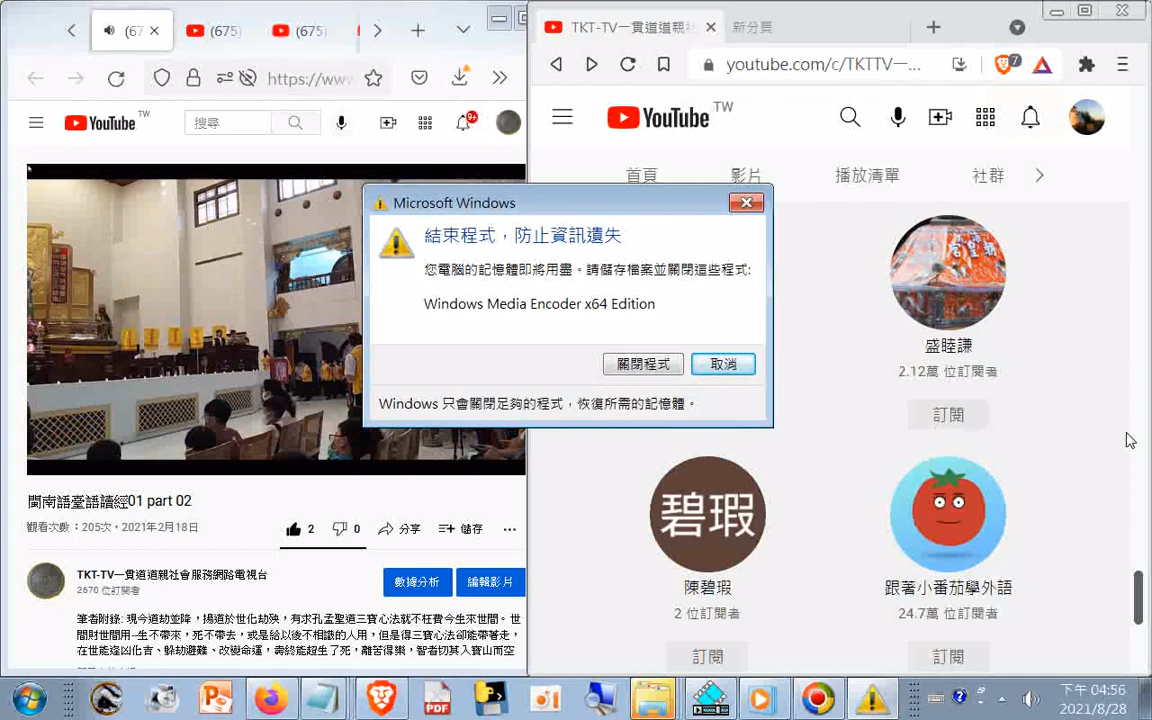 (67
(675)
(675
https://www
YouTube TW
搜尋
9+
閩南語臺語讀經01 part 02
觀看次數：205次・2021年2月18日
2
0
分享
儲存
TKT-TV一貫道道親社會服務網路電視台
2670 位訂閱者
數據分析
編輯影片
筆者附錄: 現今道劫並降，揚道於世化劫殃，有求孔孟聖道三寶心法就不枉費今生來世間。世
間財世間用─生不帶來，死不帶去，或是給以後不相識的人用，但是得三寶心法卻能帶著走，
在世能逢凶化吉、躲劫避難、改變命運，壽終能超生了死，離苦得樂，智者切其入寶山而空
TKT-TV一貫道道親社
新分頁
youtube.com/c/TKTTV一...
7
YouTube TW
首頁
影片
播放清單
社群
盛睦謙
2.12萬 位訂閱者
訂閱
碧瑕
陳碧瑕
2 位訂閱者
訂閱
跟著小番茄學外語
24.7萬 位訂閱者
訂閱
Microsoft Windows
結束程式，防止資訊遺失
您電腦的記憶體即將用盡。請儲存檔案並關閉這些程式:
Windows Media Encoder x64 Edition
關閉程式
取消
Windows 只會關閉足夠的程式，恢復所需的記憶體。
PDF
下午 04:56
2021/8/28